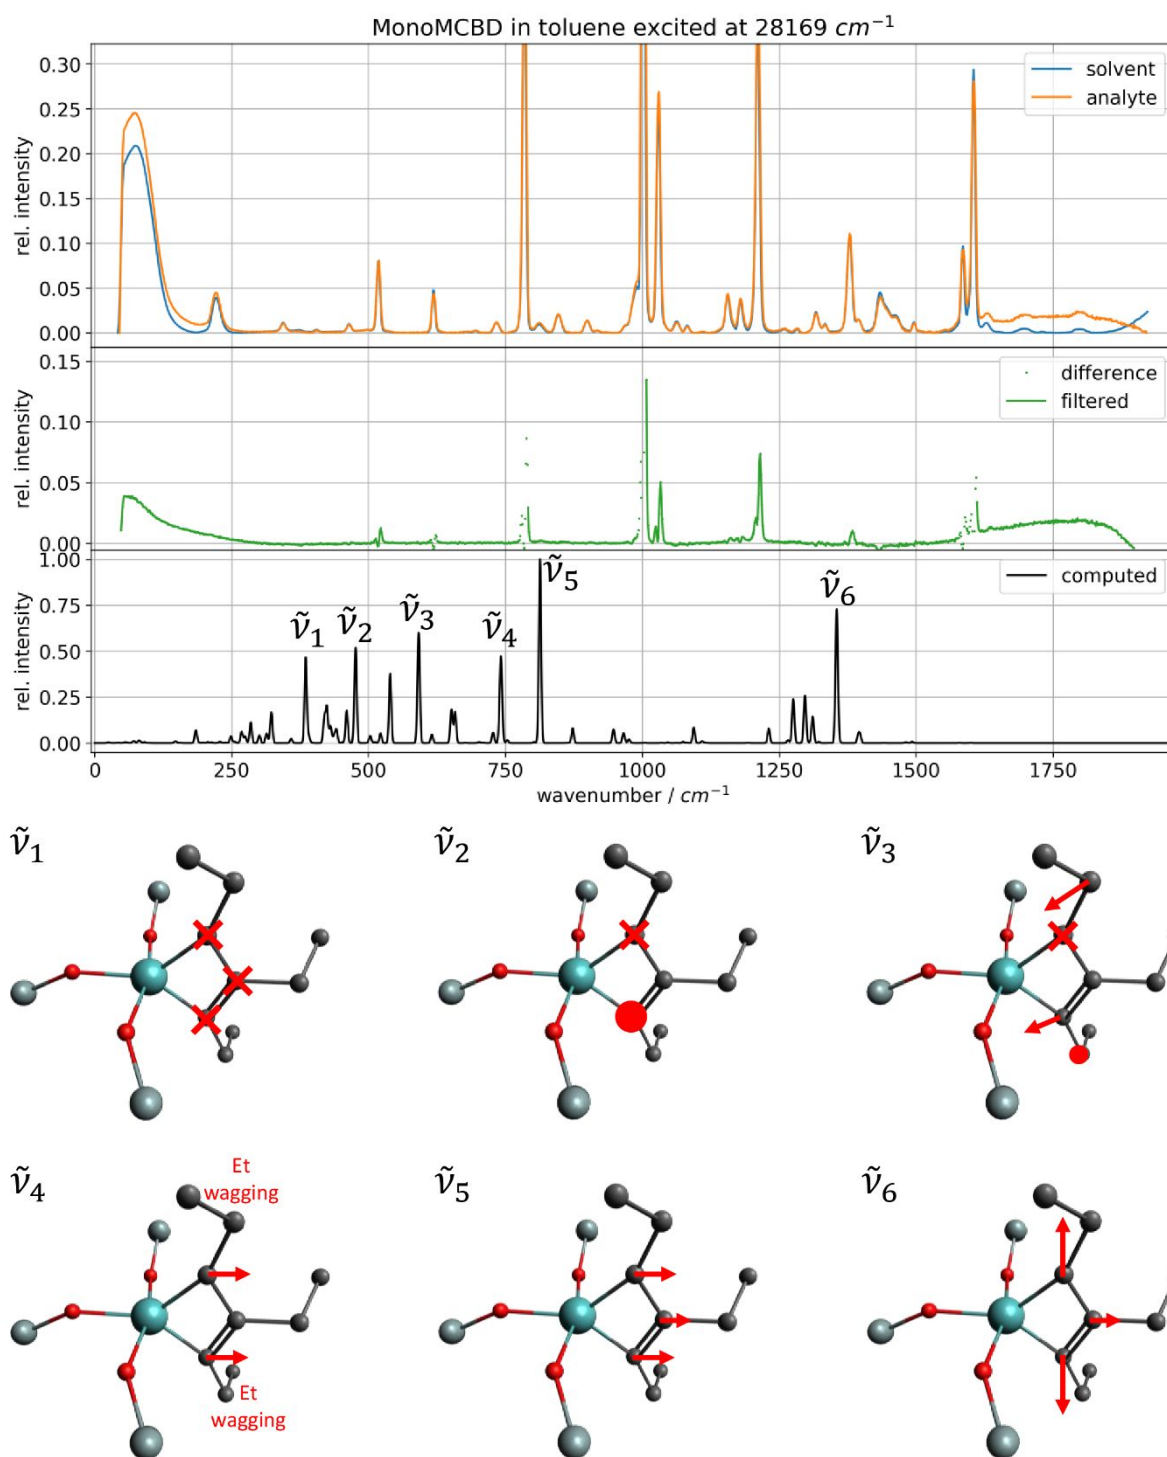 MonoMCBD in toluene excited at 28169 cm⁻¹
rel. intensity
0.30
0.25
0.20
0.15
0.10
0.05
0.00
solvent
analyte
rel. intensity
0.15
0.10
0.05
0.00
difference
filtered
rel. intensity
1.00
0.75
0.50
0.25
0.00
computed
ν̃₁
ν̃₂
ν̃₃
ν̃₄
ν̃₅
ν̃₆
0 250 500 750 1000 1250 1500 1750
wavenumber / cm⁻¹
ν̃₁
ν̃₂
ν̃₃
ν̃₄
Et
wagging
Et
wagging
ν̃₅
ν̃₆